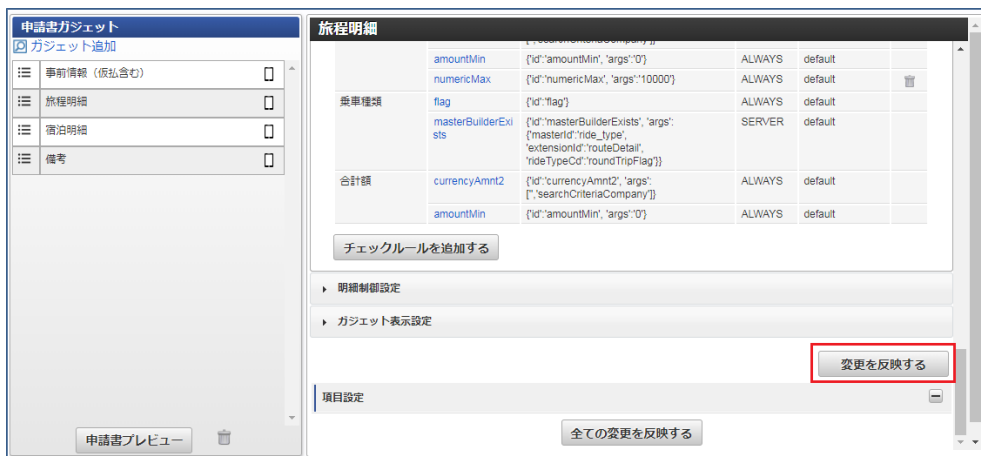 申請書ガジェット
ガジェット追加
事前情報（仮払含む）
旅程明細
宿泊明細
備考
申請書プレビュー
旅程明細
amountMin {'id':'amountMin', 'args':'0'} ALWAYS default
numericMax {'id':'numericMax', 'args':'10000'} ALWAYS default
乗車種類 flag {'id':'flag'} ALWAYS default
masterBuilderExi {'id':'masterBuilderExists', 'args': SERVER default
sts {'masterId':'ride_type',
'extensionId':'routeDetail',
'rideTypeCd':'roundTripFlag'}}
合計額 currencyAmnt2 {'id':'currencyAmnt2', 'args': ALWAYS default
['','searchCriteriaCompany']}
amountMin {'id':'amountMin', 'args':'0'} ALWAYS default
チェックルールを追加する
明細制御設定
ガジェット表示設定
変更を反映する
項目設定
全ての変更を反映する